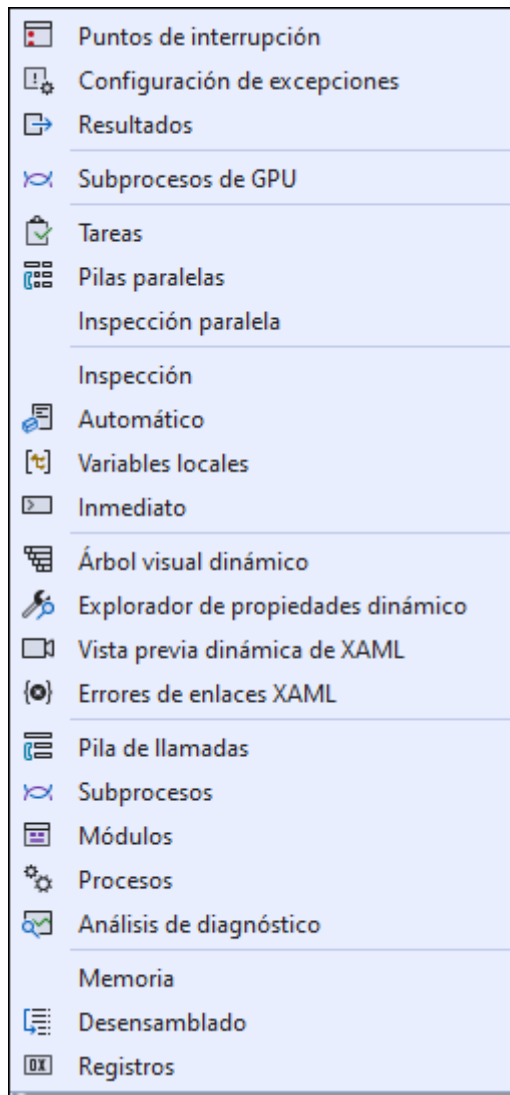 Puntos de interrupción
Configuración de excepciones
Resultados
Subprocesos de GPU
Tareas
Pilas paralelas
Inspección paralela
Inspección
Automático
Variables locales
Inmediato
Árbol visual dinámico
Explorador de propiedades dinámico
Vista previa dinámica de XAML
Errores de enlaces XAML
Pila de llamadas
Subprocesos
Módulos
Procesos
Análisis de diagnóstico
Memoria
Desensamblado
Registros